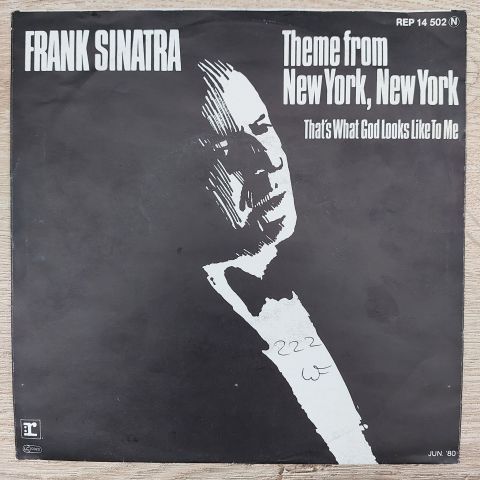 REP 14 502 N
FRANK SINATRA
Theme from
New York, New York
That's What God Looks Like To Me
222
W
r
JUN. '80